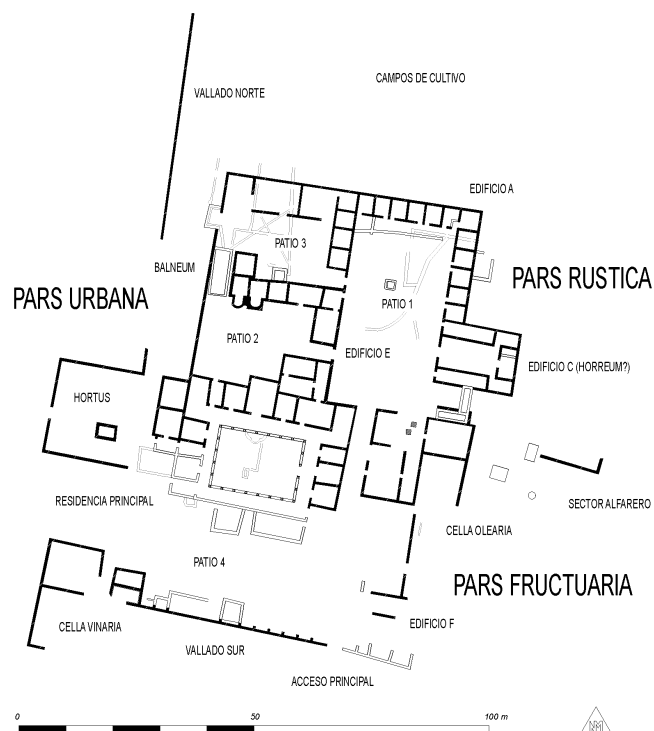 CAMPOS DE CULTIVO
VALLADO NORTE
EDIFICIO A
PATIO 3
BALNEUM
PARS RUSTICA
PARS URBANA
PATIO 1
PATIO 2
EDIFICIO E
EDIFICIO C (HORREUM?)
HORTUS
RESIDENCIA PRINCIPAL
SECTOR ALFARERO
CELLA OLEARIA
PATIO 4
PARS FRUCTUARIA
CELLA VINARIA
EDIFICIO F
VALLADO SUR
ACCESO PRINCIPAL
0 50 100 m